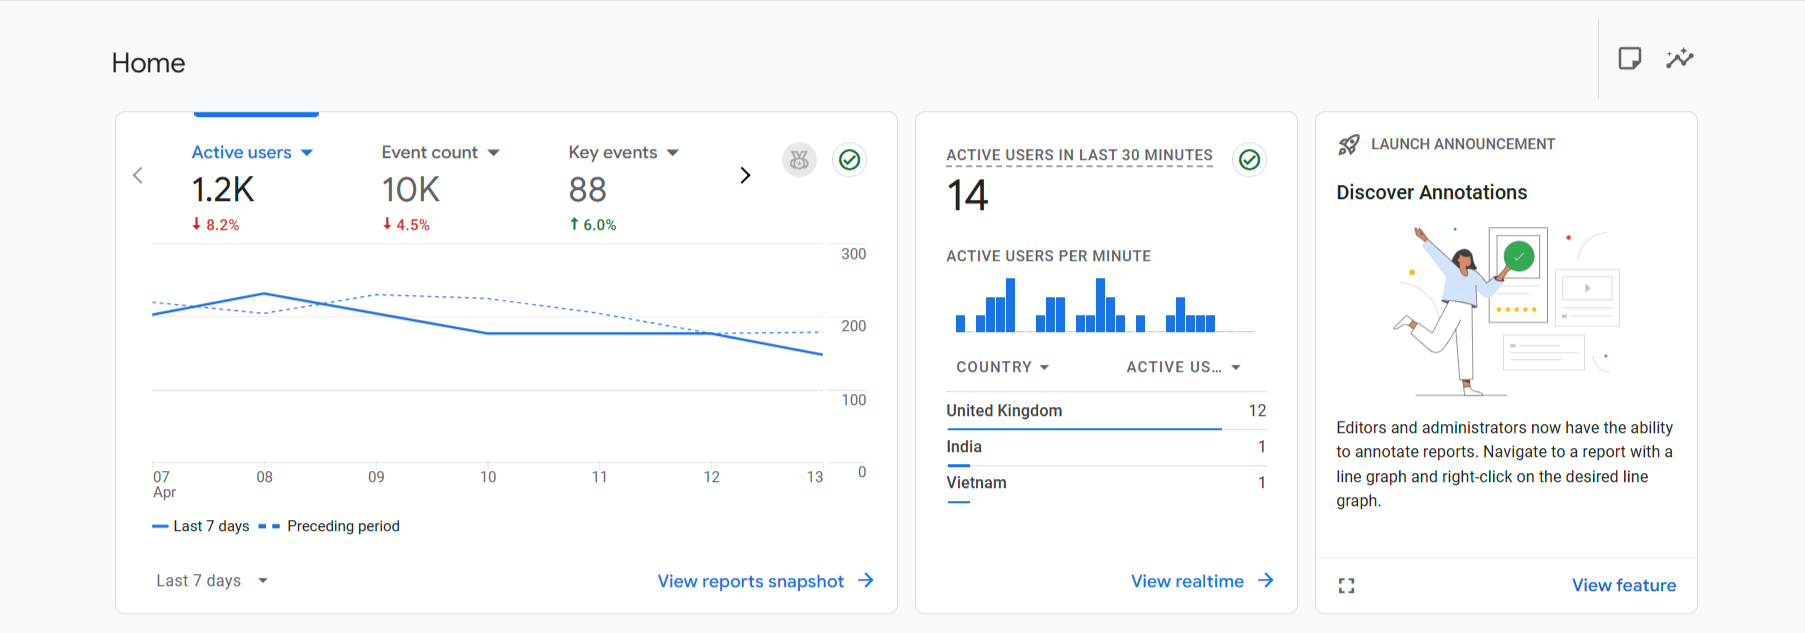 Home
Active users
1.2K
8.2%
Event count
10K
4.5%
Key events
88
6.0%
300
200
100
0
07
Apr
08
09
10
11
12
13
Last 7 days
Preceding period
Last 7 days
View reports snapshot
ACTIVE USERS IN LAST 30 MINUTES
14
ACTIVE USERS PER MINUTE
COUNTRY
ACTIVE US...
United Kingdom 12
India 1
Vietnam 1
View realtime
LAUNCH ANNOUNCEMENT
Discover Annotations
Editors and administrators now have the ability
to annotate reports. Navigate to a report with a
line graph and right-click on the desired line
graph.
View feature